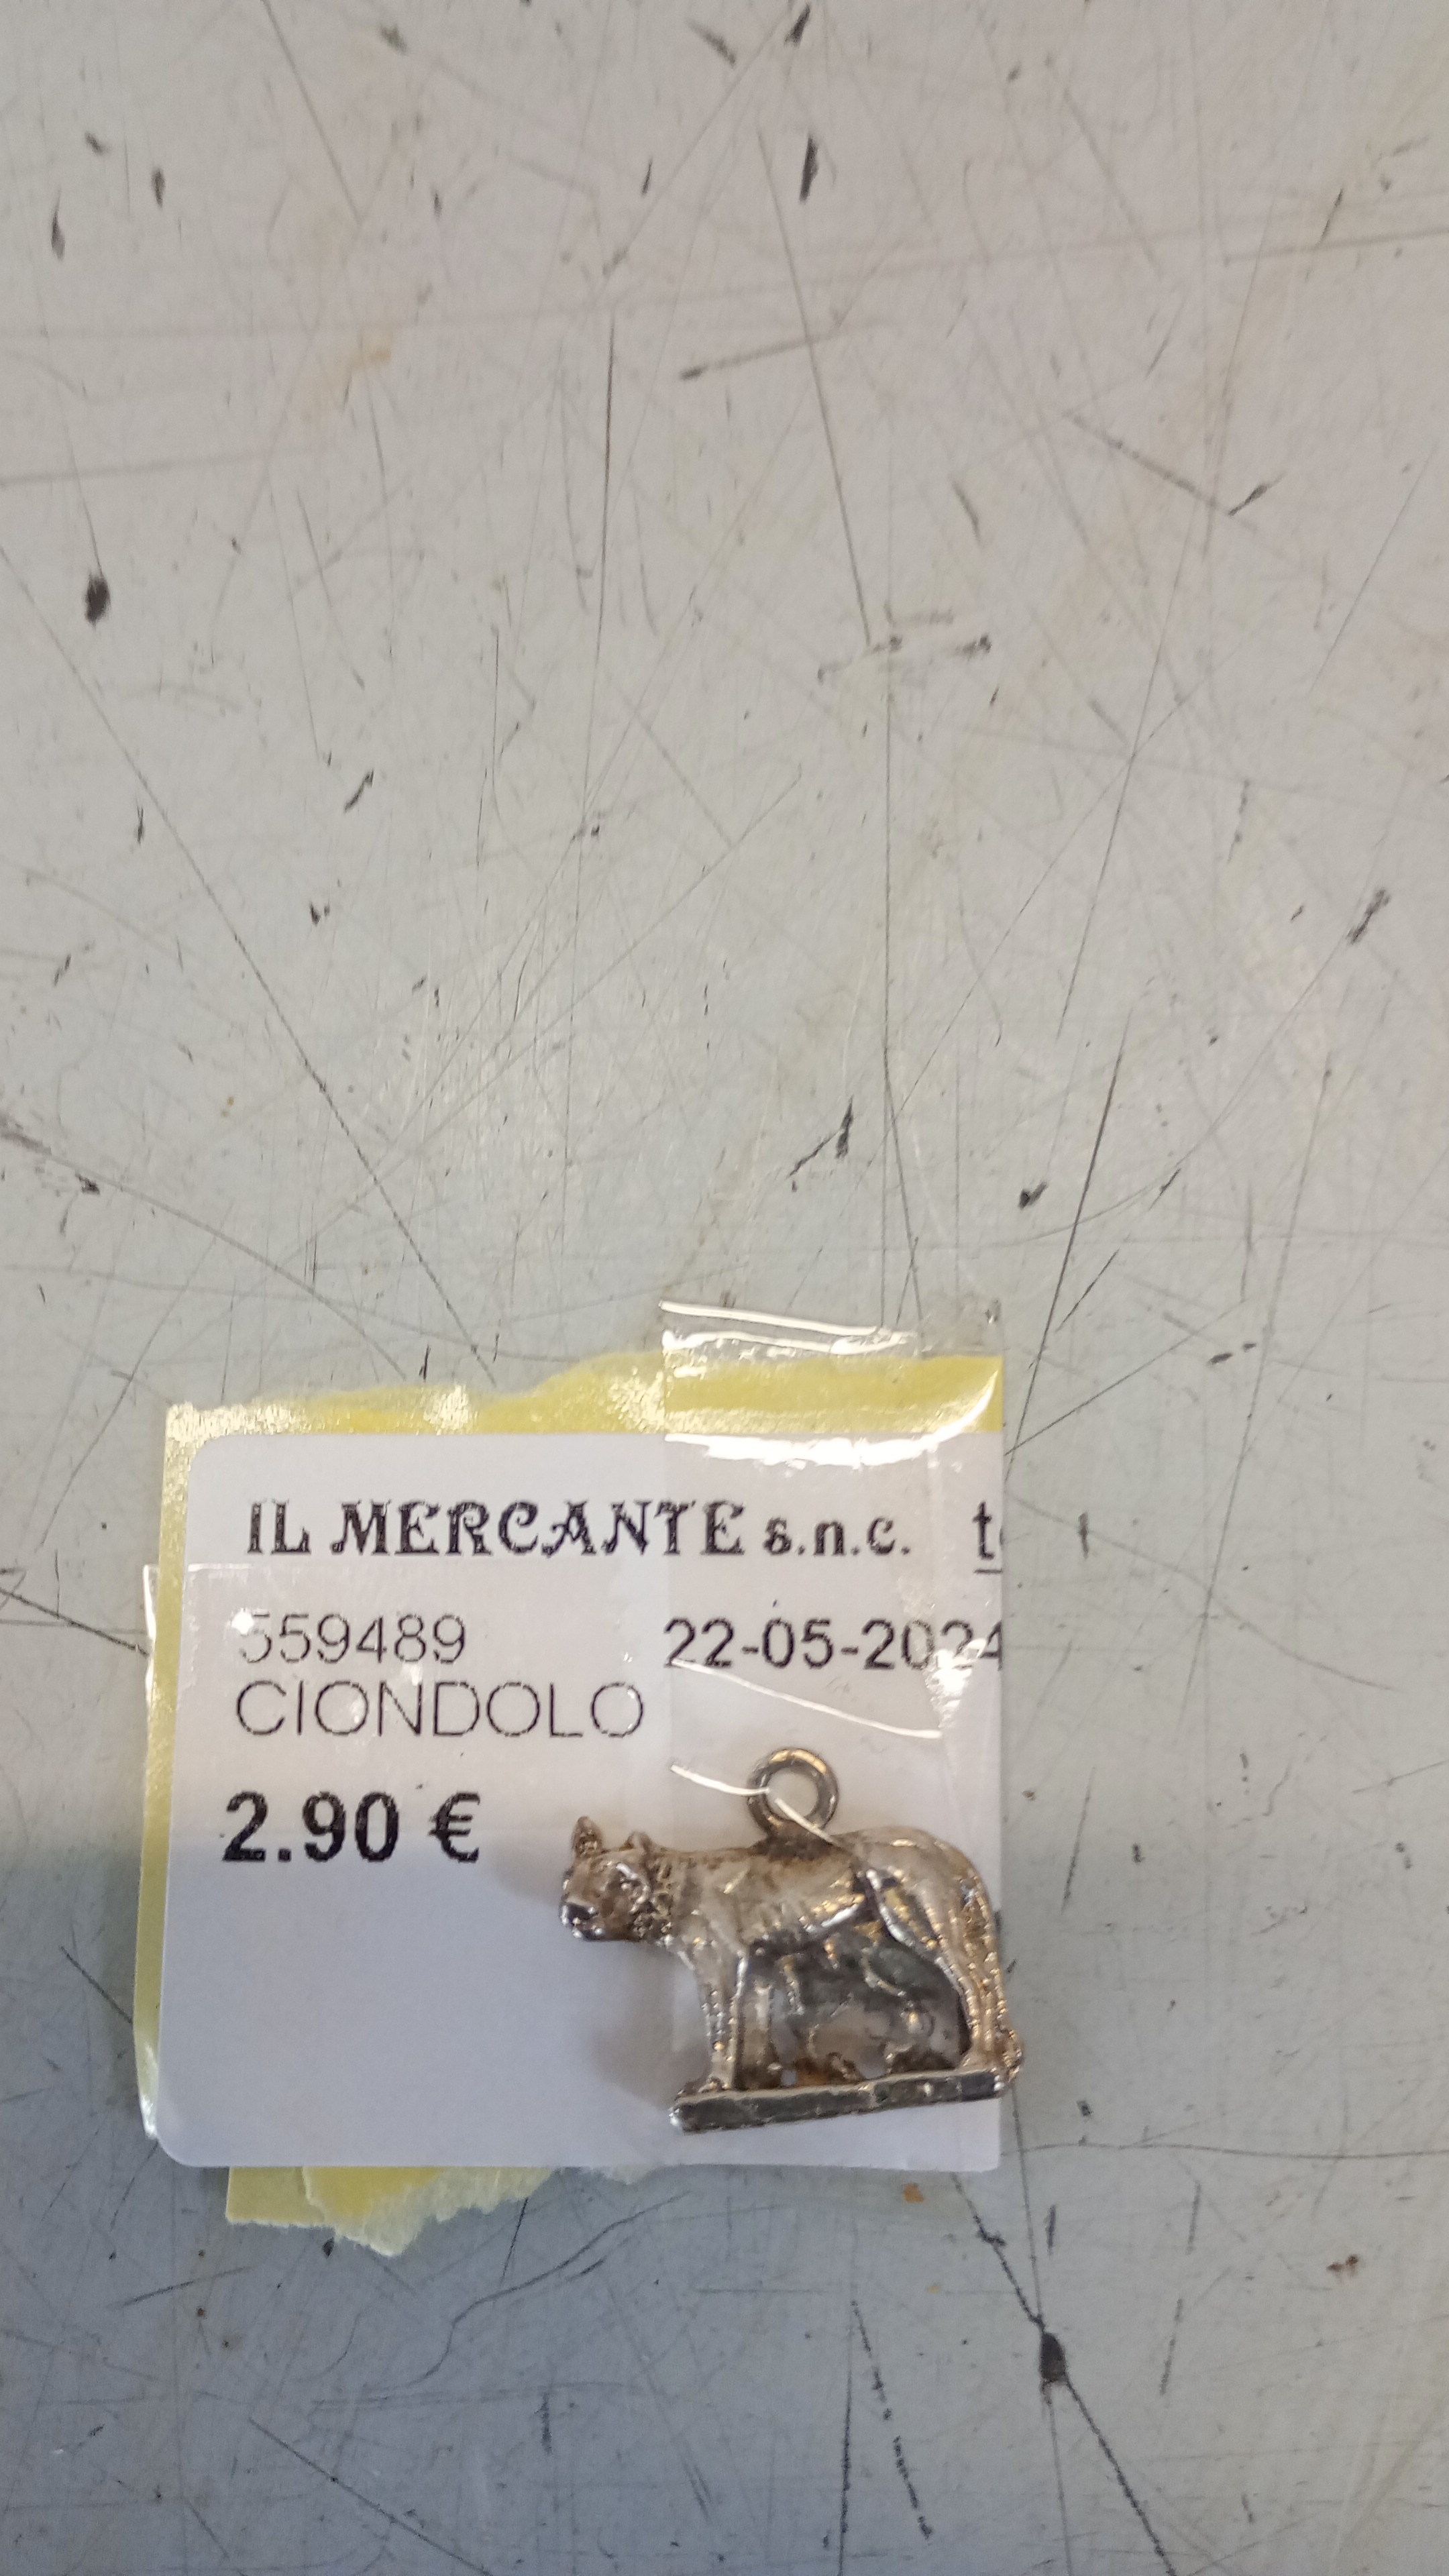 IL MERCANTE s.n.c.
559489 22-05-2024
CIONDOLO
2.90 €